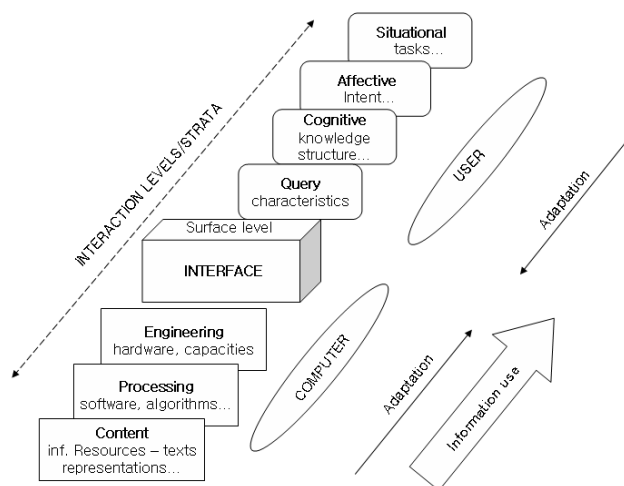 Situational
tasks...
Affective
Intent...
Cognitive
knowledge
structure...
Query
characteristics
Surface level
INTERFACE
Engineering
hardware, capacities
Processing
software, algorithms...
Content
inf. Resources – texts
representations...
INTERACTION LEVELS/STRATA
USER
COMPUTER
Adaptation
Adaptation
Information use